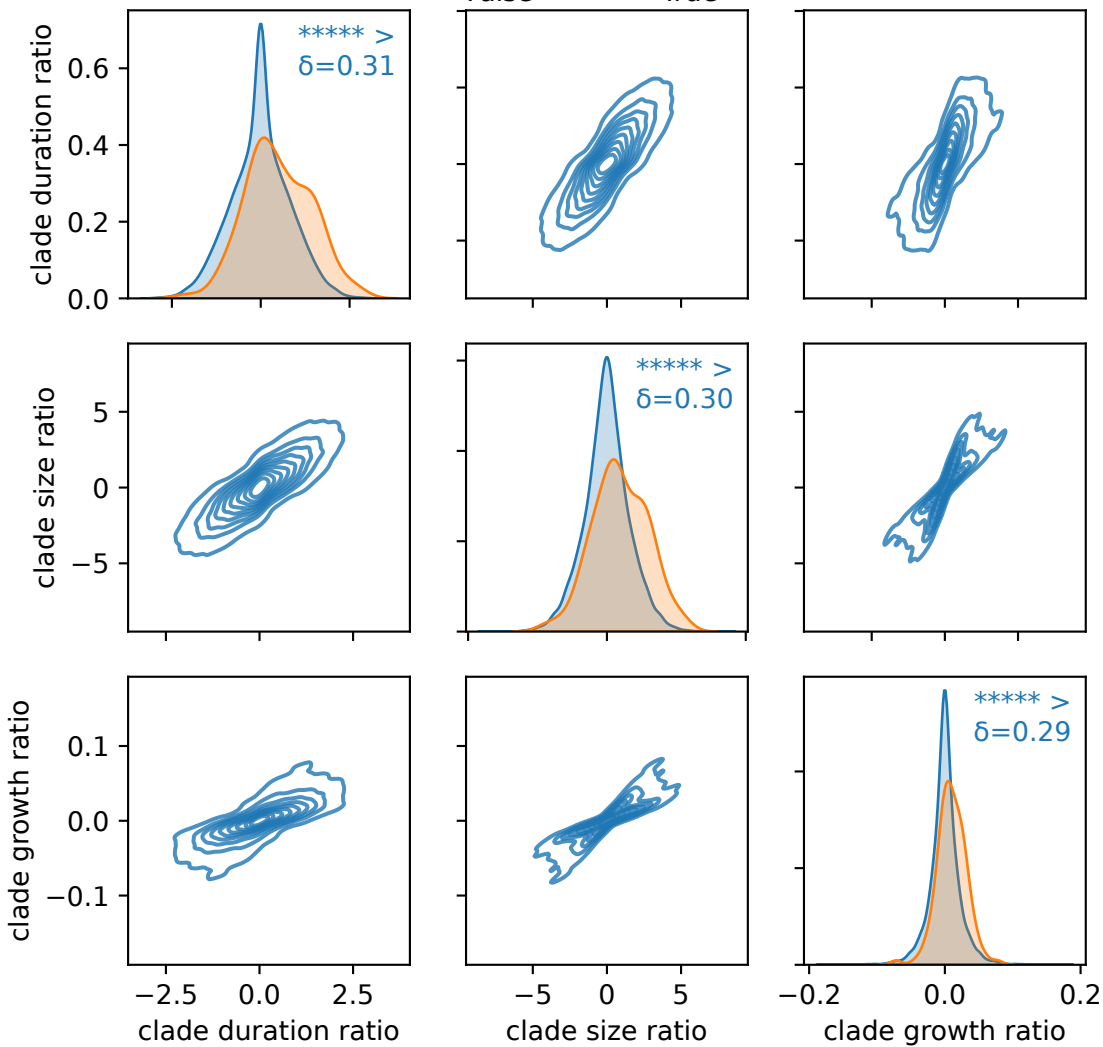 ***** >
δ=0.31
clade duration ratio
0.6
0.4
0.2
0.0
***** >
δ=0.30
clade size ratio
5
0
−5
***** >
δ=0.29
clade growth ratio
0.1
0.0
−0.1
−2.5 0.0 2.5 −5 0 5 −0.2 0.0 0.2
clade duration ratio clade size ratio clade growth ratio